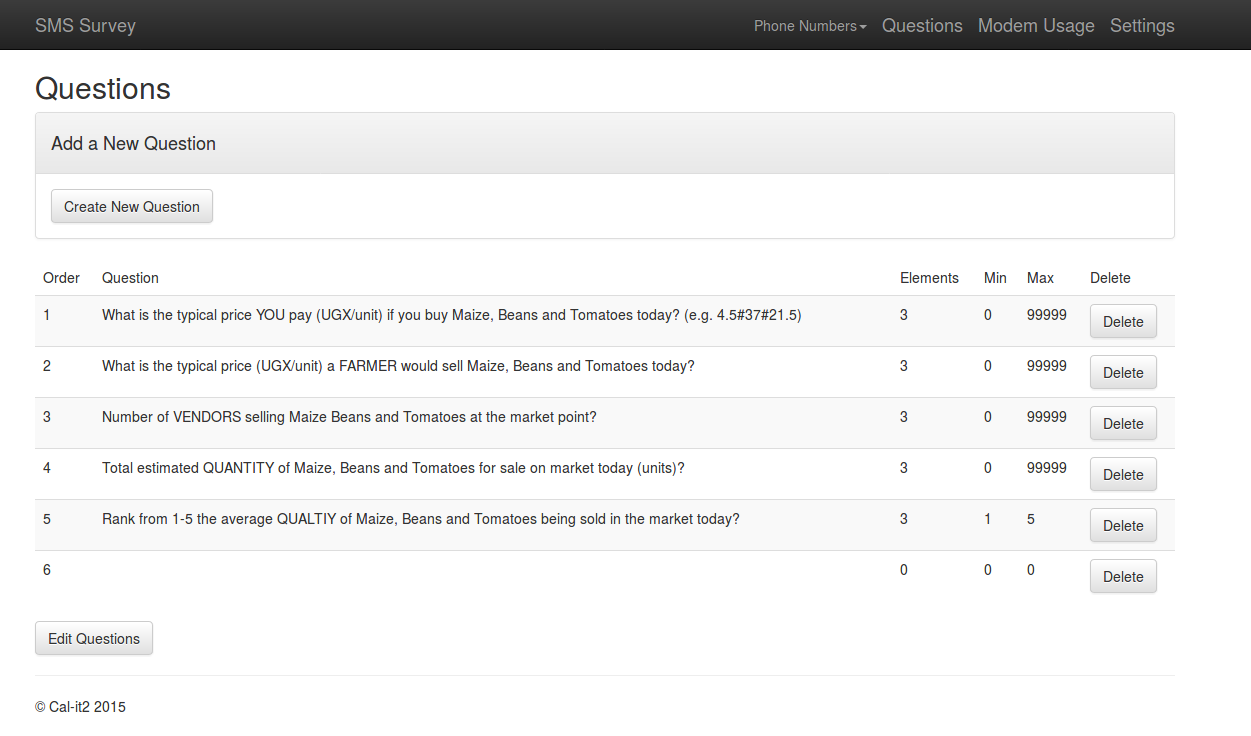 SMS Survey Phone Numbers Questions Modem Usage Settings
Questions
Add a New Question
Create New Question
Order Question Elements Min Max Delete
1 What is the typical price YOU pay (UGX/unit) if you buy Maize, Beans and Tomatoes today? (e.g. 4.5#37#21.5) 3 0 99999 Delete
2 What is the typical price (UGX/unit) a FARMER would sell Maize, Beans and Tomatoes today? 3 0 99999 Delete
3 Number of VENDORS selling Maize Beans and Tomatoes at the market point? 3 0 99999 Delete
4 Total estimated QUANTITY of Maize, Beans and Tomatoes for sale on market today (units)? 3 0 99999 Delete
5 Rank from 1-5 the average QUALTIY of Maize, Beans and Tomatoes being sold in the market today? 3 1 5 Delete
6 0 0 0 Delete
Edit Questions
© Cal-it2 2015